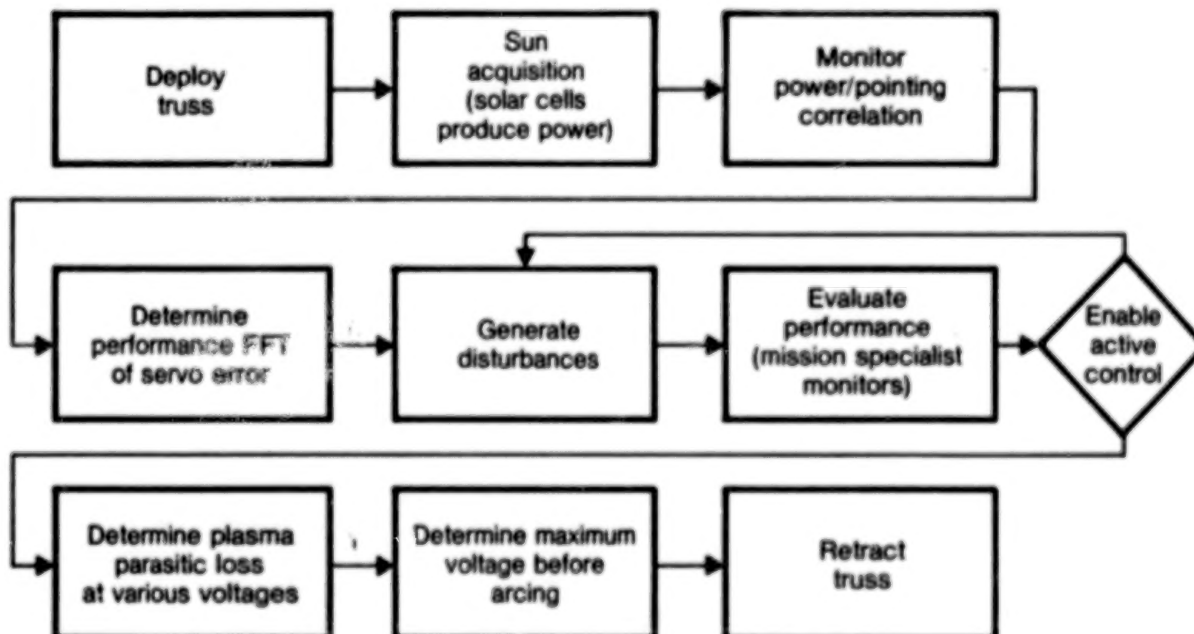 Deploy
truss
Sun
acquisition
(solar cells
produce power)
Monitor
power/pointing
correlation
Determine
performance FFT
of servo error
Generate
disturbances
Evaluate
performance
(mission specialist
monitors)
Enable
active
control
Determine plasma
parasitic loss
at various voltages
Determine maximum
voltage before
arcing
Retract
truss